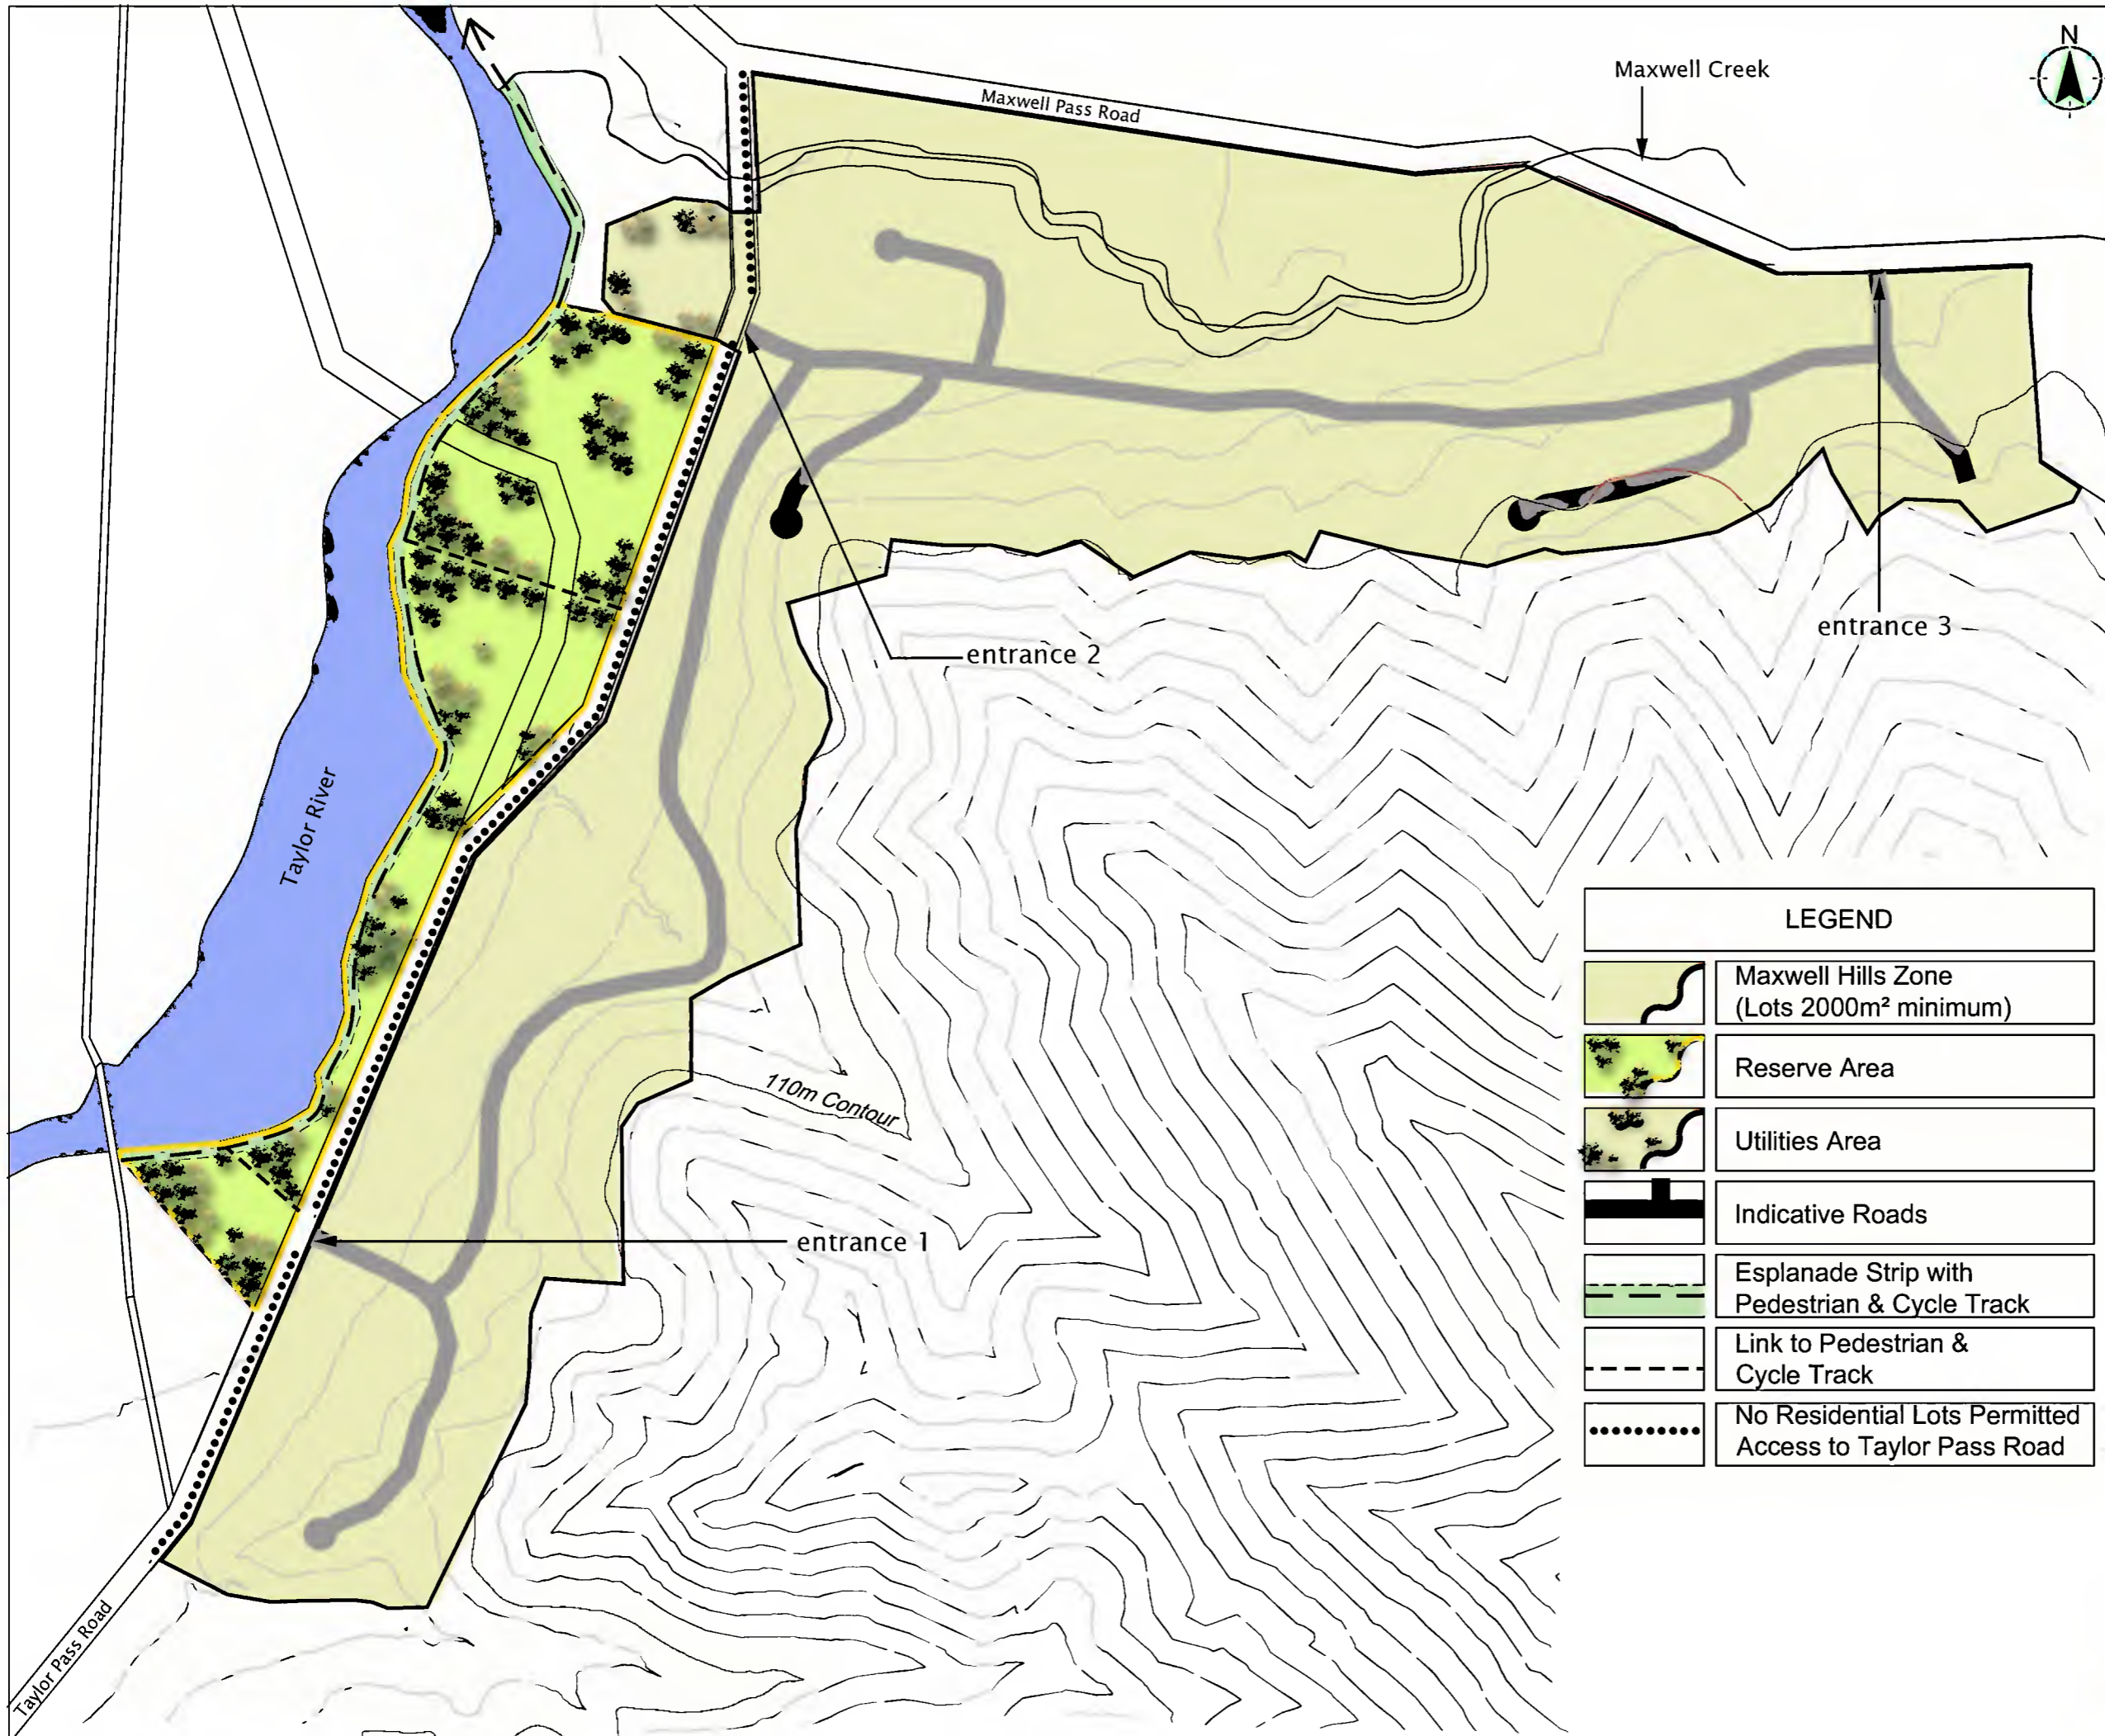 N
Maxwell Creek
Maxwell Pass Road
entrance 3
entrance 2
Taylor River
110m Contour
entrance 1
Taylor Pass Road
LEGEND
Maxwell Hills Zone
(Lots 2000m² minimum)
Reserve Area
Utilities Area
Indicative Roads
Esplanade Strip with
Pedestrian & Cycle Track
Link to Pedestrian &
Cycle Track
No Residential Lots Permitted
Access to Taylor Pass Road